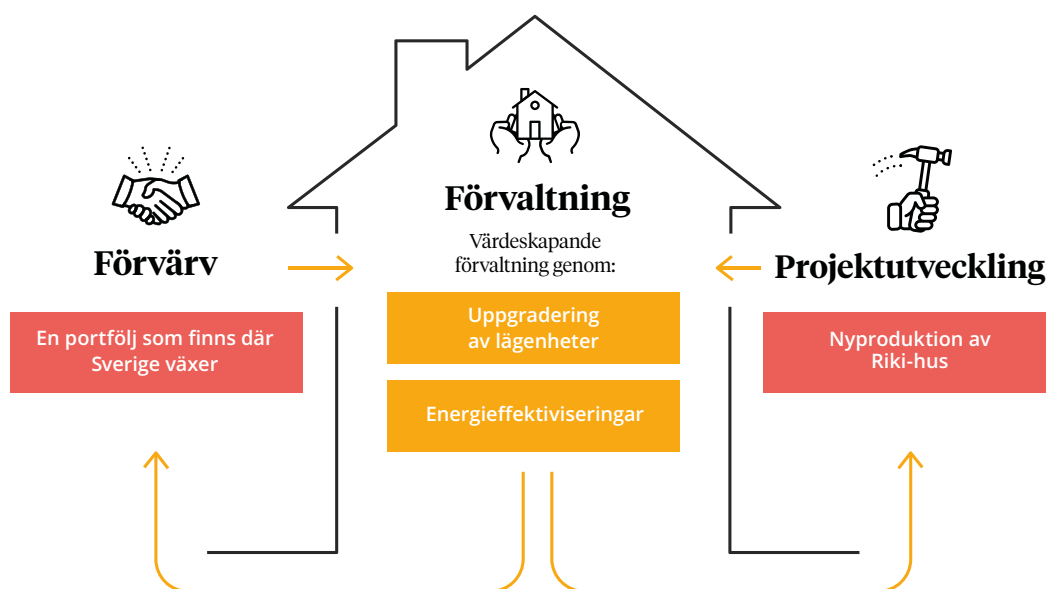 Förvärv
En portfölj som finns där
Sverige växer
Förvaltning
Värdeskapande
förvaltning genom:
Uppgradering
av lägenheter
Energieffektiviseringar
Projektutveckling
Nyproduktion av
Riki-hus